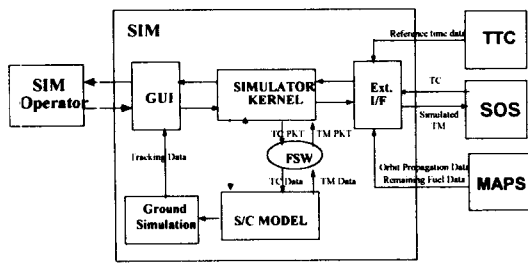 SIM
Reference time data
TTC
SIM
Operator
GUI
SIMULATOR
KERNEL
Ext.
I/F
TC
SOS
Simulated
TM
TC PKT
TM PKT
FSW
Tracking Data
TC Data
TM Data
Orbit Propagation Data
Remaining Fuel Data
MAPS
Ground
Simulation
S/C MODEL